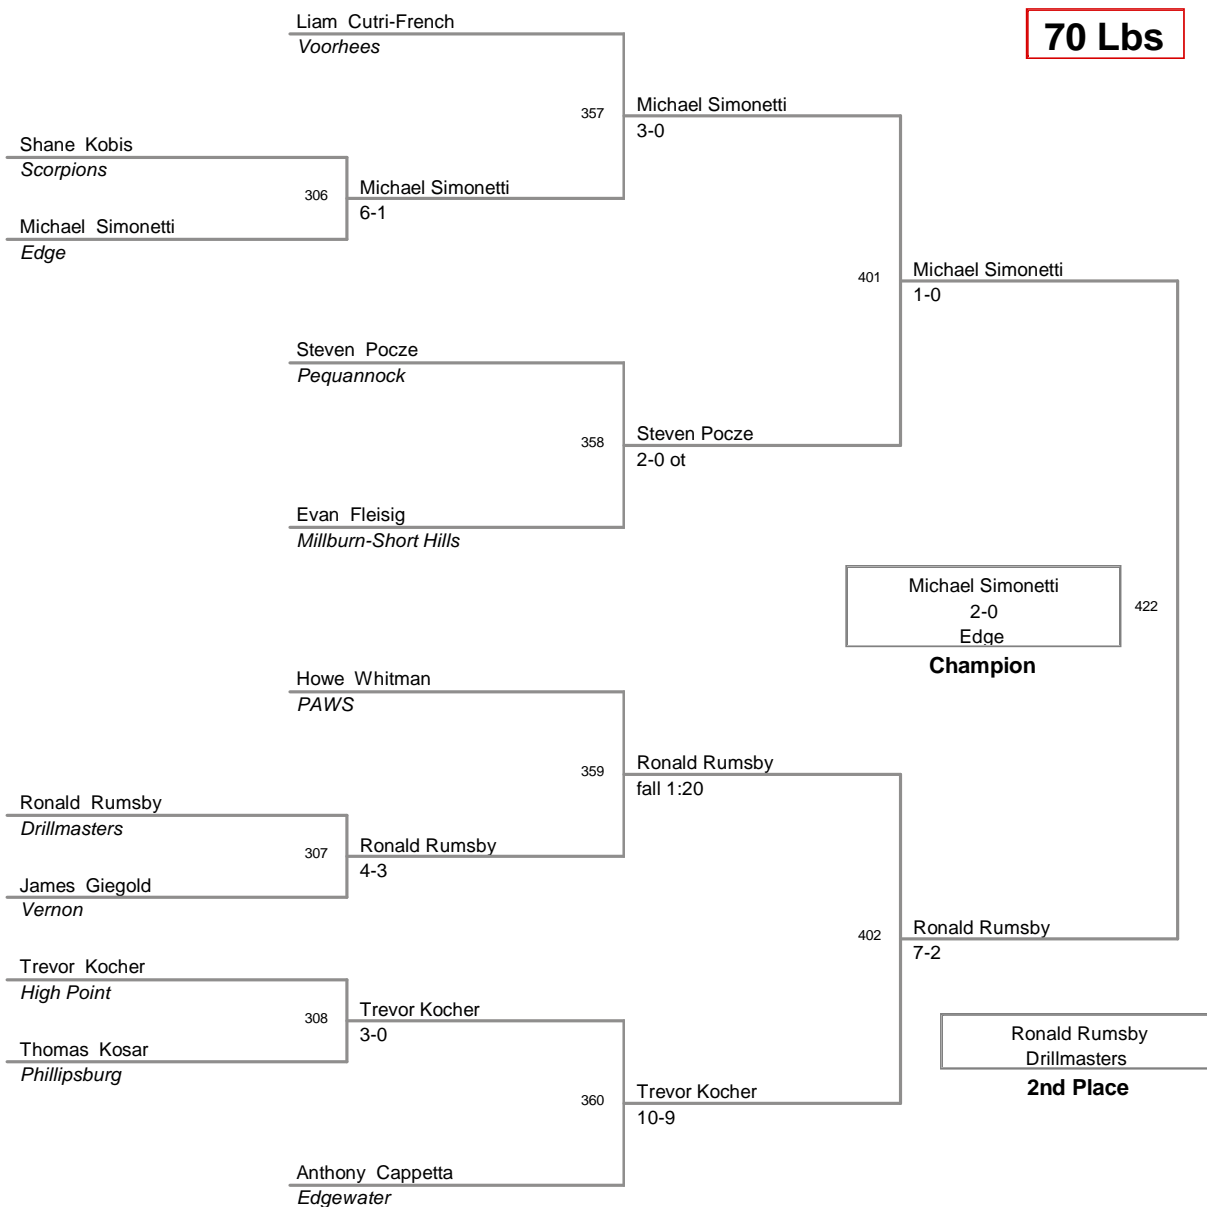 Liam Cutri-French
Voorhees
70 Lbs
357
Michael Simonetti
3-0
Shane Kobis
Scorpions
306
Michael Simonetti
6-1
Michael Simonetti
Edge
401
Michael Simonetti
1-0
Steven Pocze
Pequannock
358
Steven Pocze
2-0 ot
Evan Fleisig
Millburn-Short Hills
Michael Simonetti
2-0
Edge
422
Champion
Howe Whitman
PAWS
359
Ronald Rumsby
fall 1:20
Ronald Rumsby
Drillmasters
307
Ronald Rumsby
4-3
James Giegold
Vernon
402
Ronald Rumsby
7-2
Trevor Kocher
High Point
308
Trevor Kocher
3-0
Thomas Kosar
Phillipsburg
Ronald Rumsby
Drillmasters
2nd Place
360
Trevor Kocher
10-9
Anthony Cappetta
Edgewater